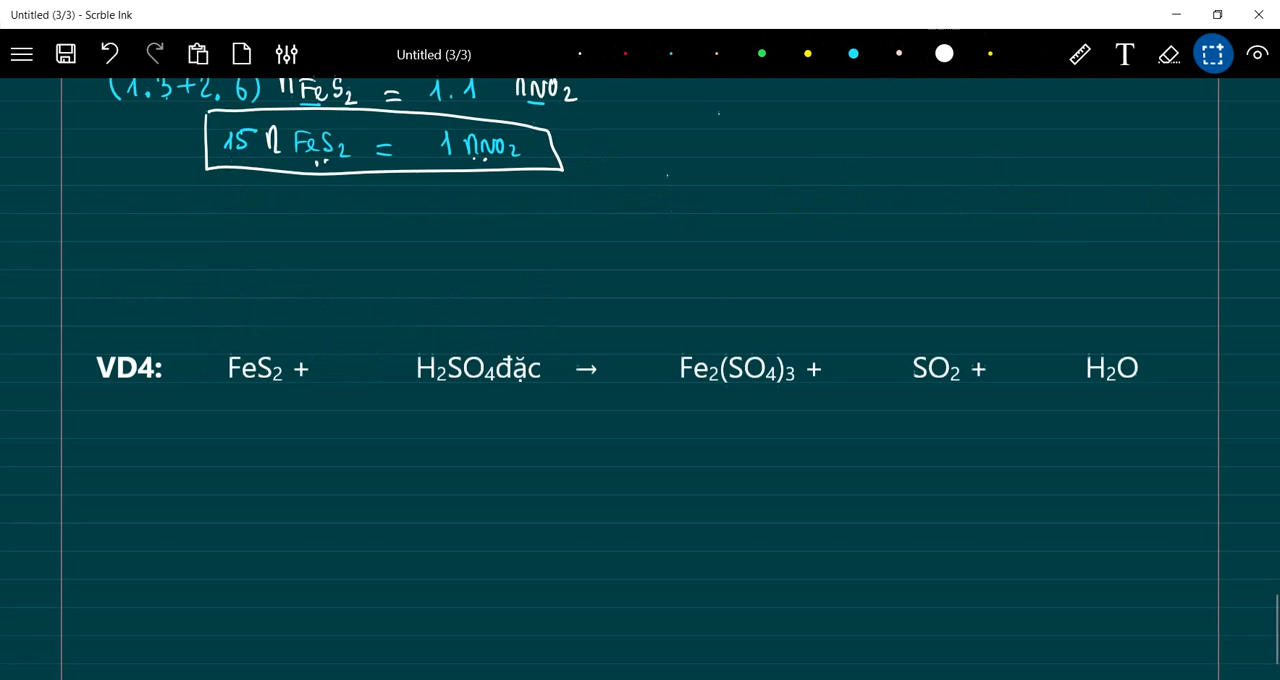 Untitled (3/3) - Scrble Ink
Untitled (3/3)
(1.3+2.6) nFeS₂ = 1.1 nNO₂
15 n FeS₂ = 1 nNO₂
VD4: FeS₂ + H₂SO₄đặc → Fe₂(SO₄)₃ + SO₂ + H₂O